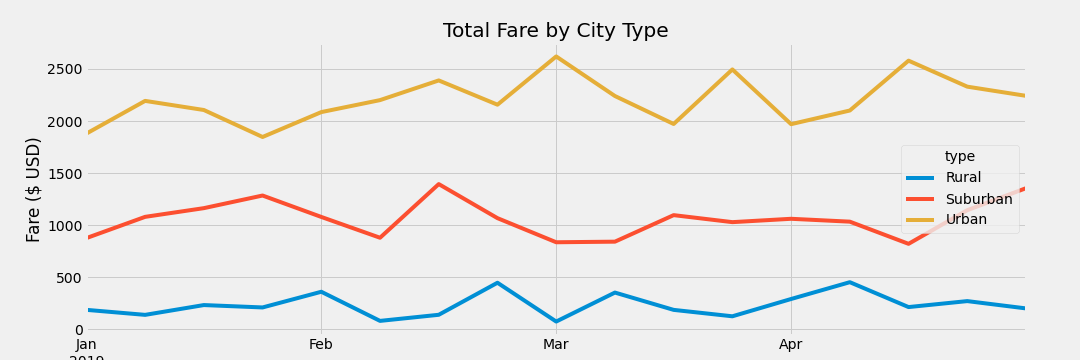 Total Fare by City Type
Fare ($ USD)
2500
2000
1500
1000
500
0
Jan
Feb
Mar
Apr
2019
type
Rural
Suburban
Urban